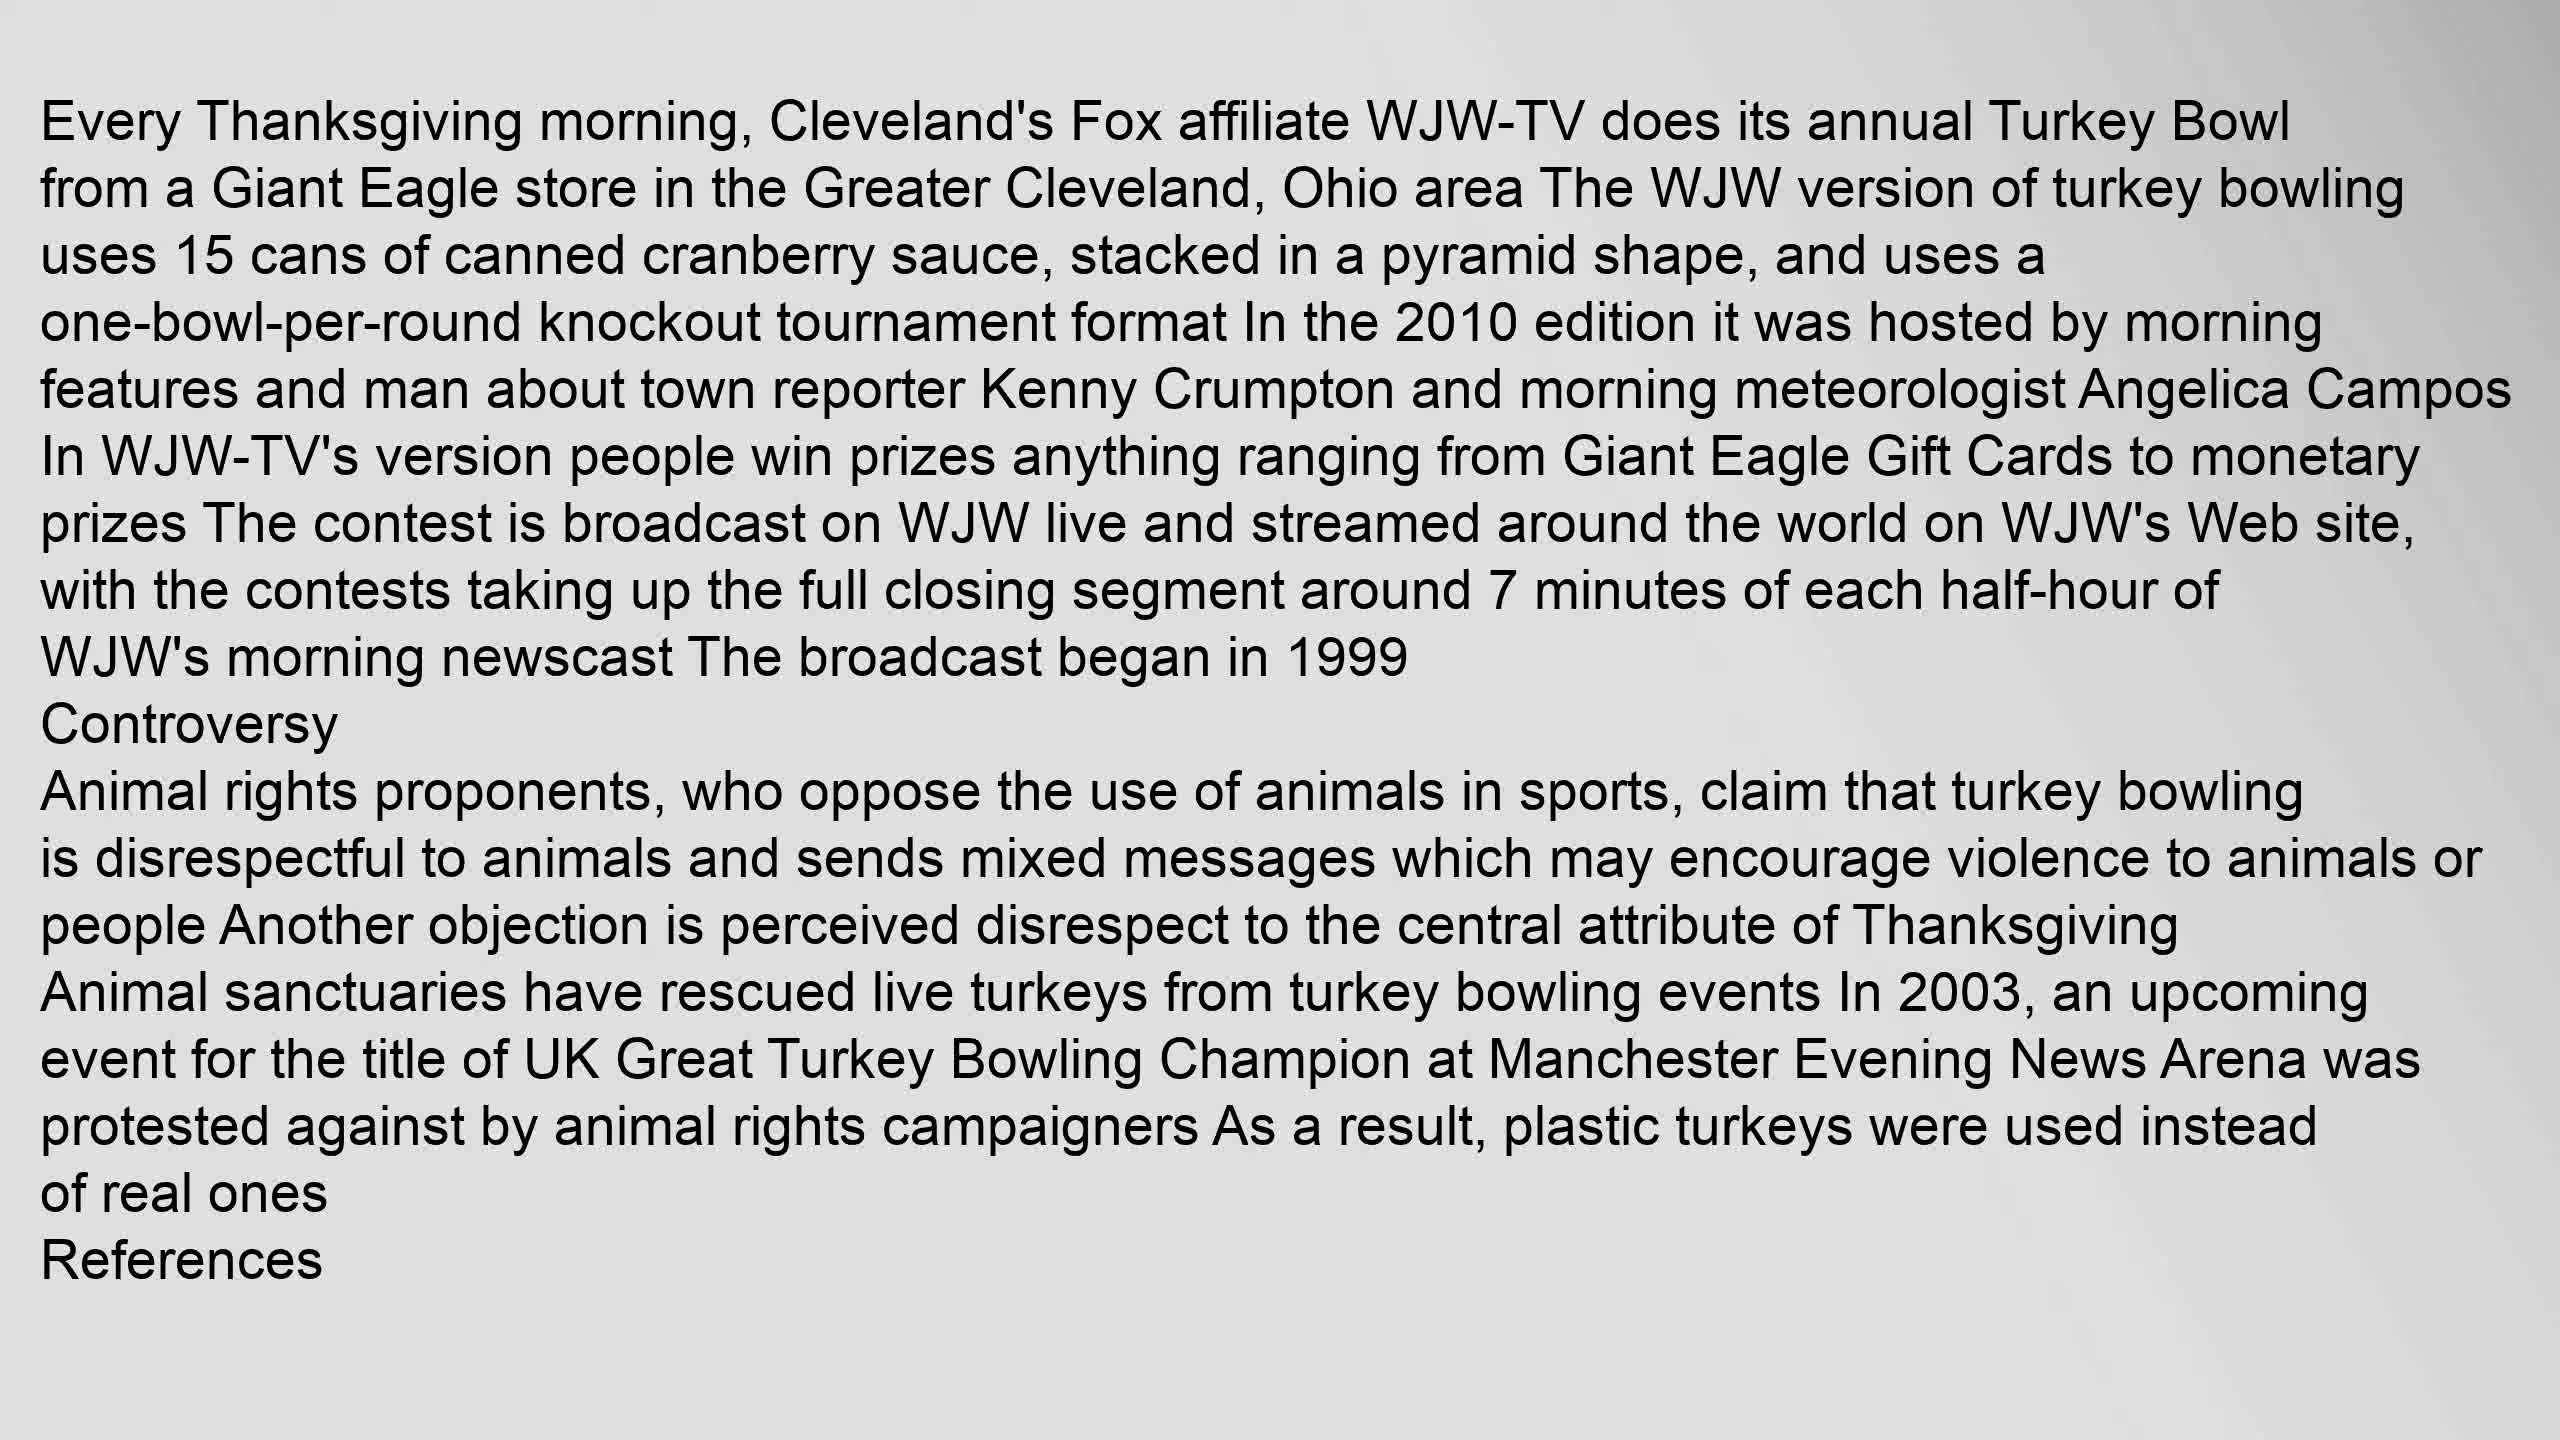 Every Thanksgiving morning, Cleveland's Fox affiliate WJW-TV does its annual Turkey Bowl
from a Giant Eagle store in the Greater Cleveland, Ohio area The WJW version of turkey bowling
uses 15 cans of canned cranberry sauce, stacked in a pyramid shape, and uses a
one-bowl-per-round knockout tournament format In the 2010 edition it was hosted by morning
features and man about town reporter Kenny Crumpton and morning meteorologist Angelica Campos
In WJW-TV's version people win prizes anything ranging from Giant Eagle Gift Cards to monetary
prizes The contest is broadcast on WJW live and streamed around the world on WJW's Web site,
with the contests taking up the full closing segment around 7 minutes of each half-hour of
WJW's morning newscast The broadcast began in 1999
Controversy
Animal rights proponents, who oppose the use of animals in sports, claim that turkey bowling
is disrespectful to animals and sends mixed messages which may encourage violence to animals or
people Another objection is perceived disrespect to the central attribute of Thanksgiving
Animal sanctuaries have rescued live turkeys from turkey bowling events In 2003, an upcoming
event for the title of UK Great Turkey Bowling Champion at Manchester Evening News Arena was
protested against by animal rights campaigners As a result, plastic turkeys were used instead
of real ones
References